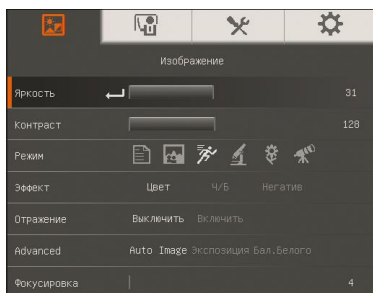 Изображение
Яркость 31
Контраст 128
Режим
Эффект Цвет Ч/Б Негатив
Отражение Выключить Включить
Advanced Auto Image Экспозиция Бал.Белого
Фокусировка 4